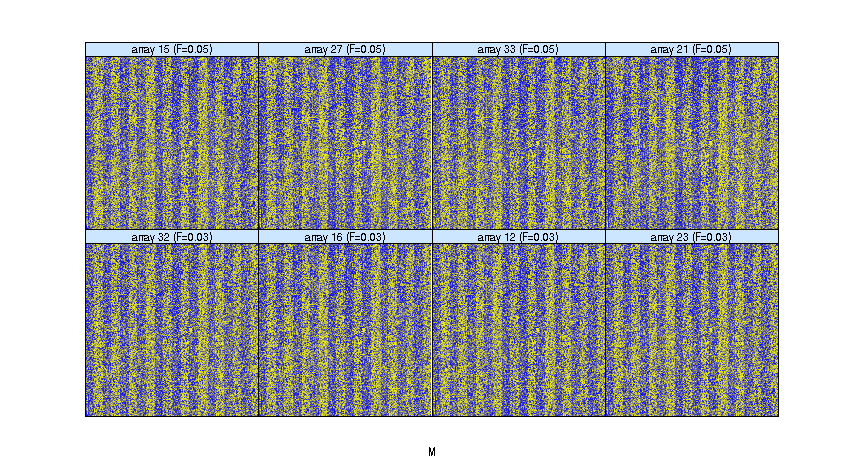 array 15 (F=0.05) array 27 (F=0.05) array 33 (F=0.05) array 21 (F=0.05)
array 32 (F=0.03) array 16 (F=0.03) array 12 (F=0.03) array 23 (F=0.03)
M